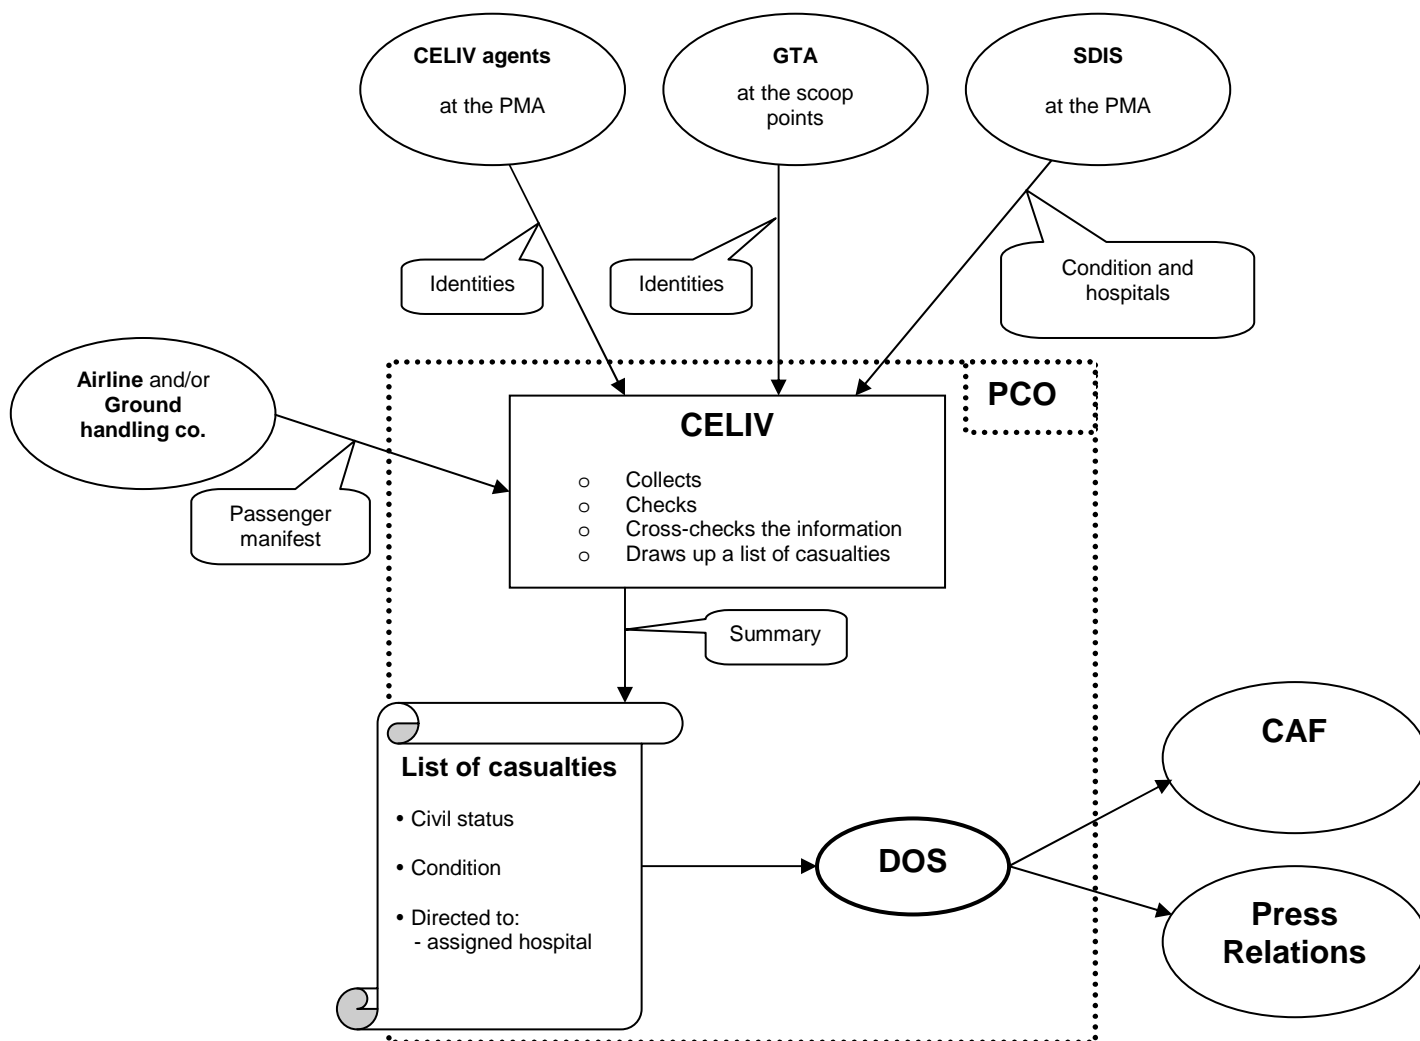 CELIV agents
at the PMA
GTA
at the scoop
points
SDIS
at the PMA
Identities
Identities
Condition and
hospitals
Airline and/or
Ground
handling co.
Passenger
manifest
PCO
CELIV
o Collects
o Checks
o Cross-checks the information
o Draws up a list of casualties
Summary
List of casualties
• Civil status
• Condition
• Directed to:
- assigned hospital
DOS
CAF
Press
Relations